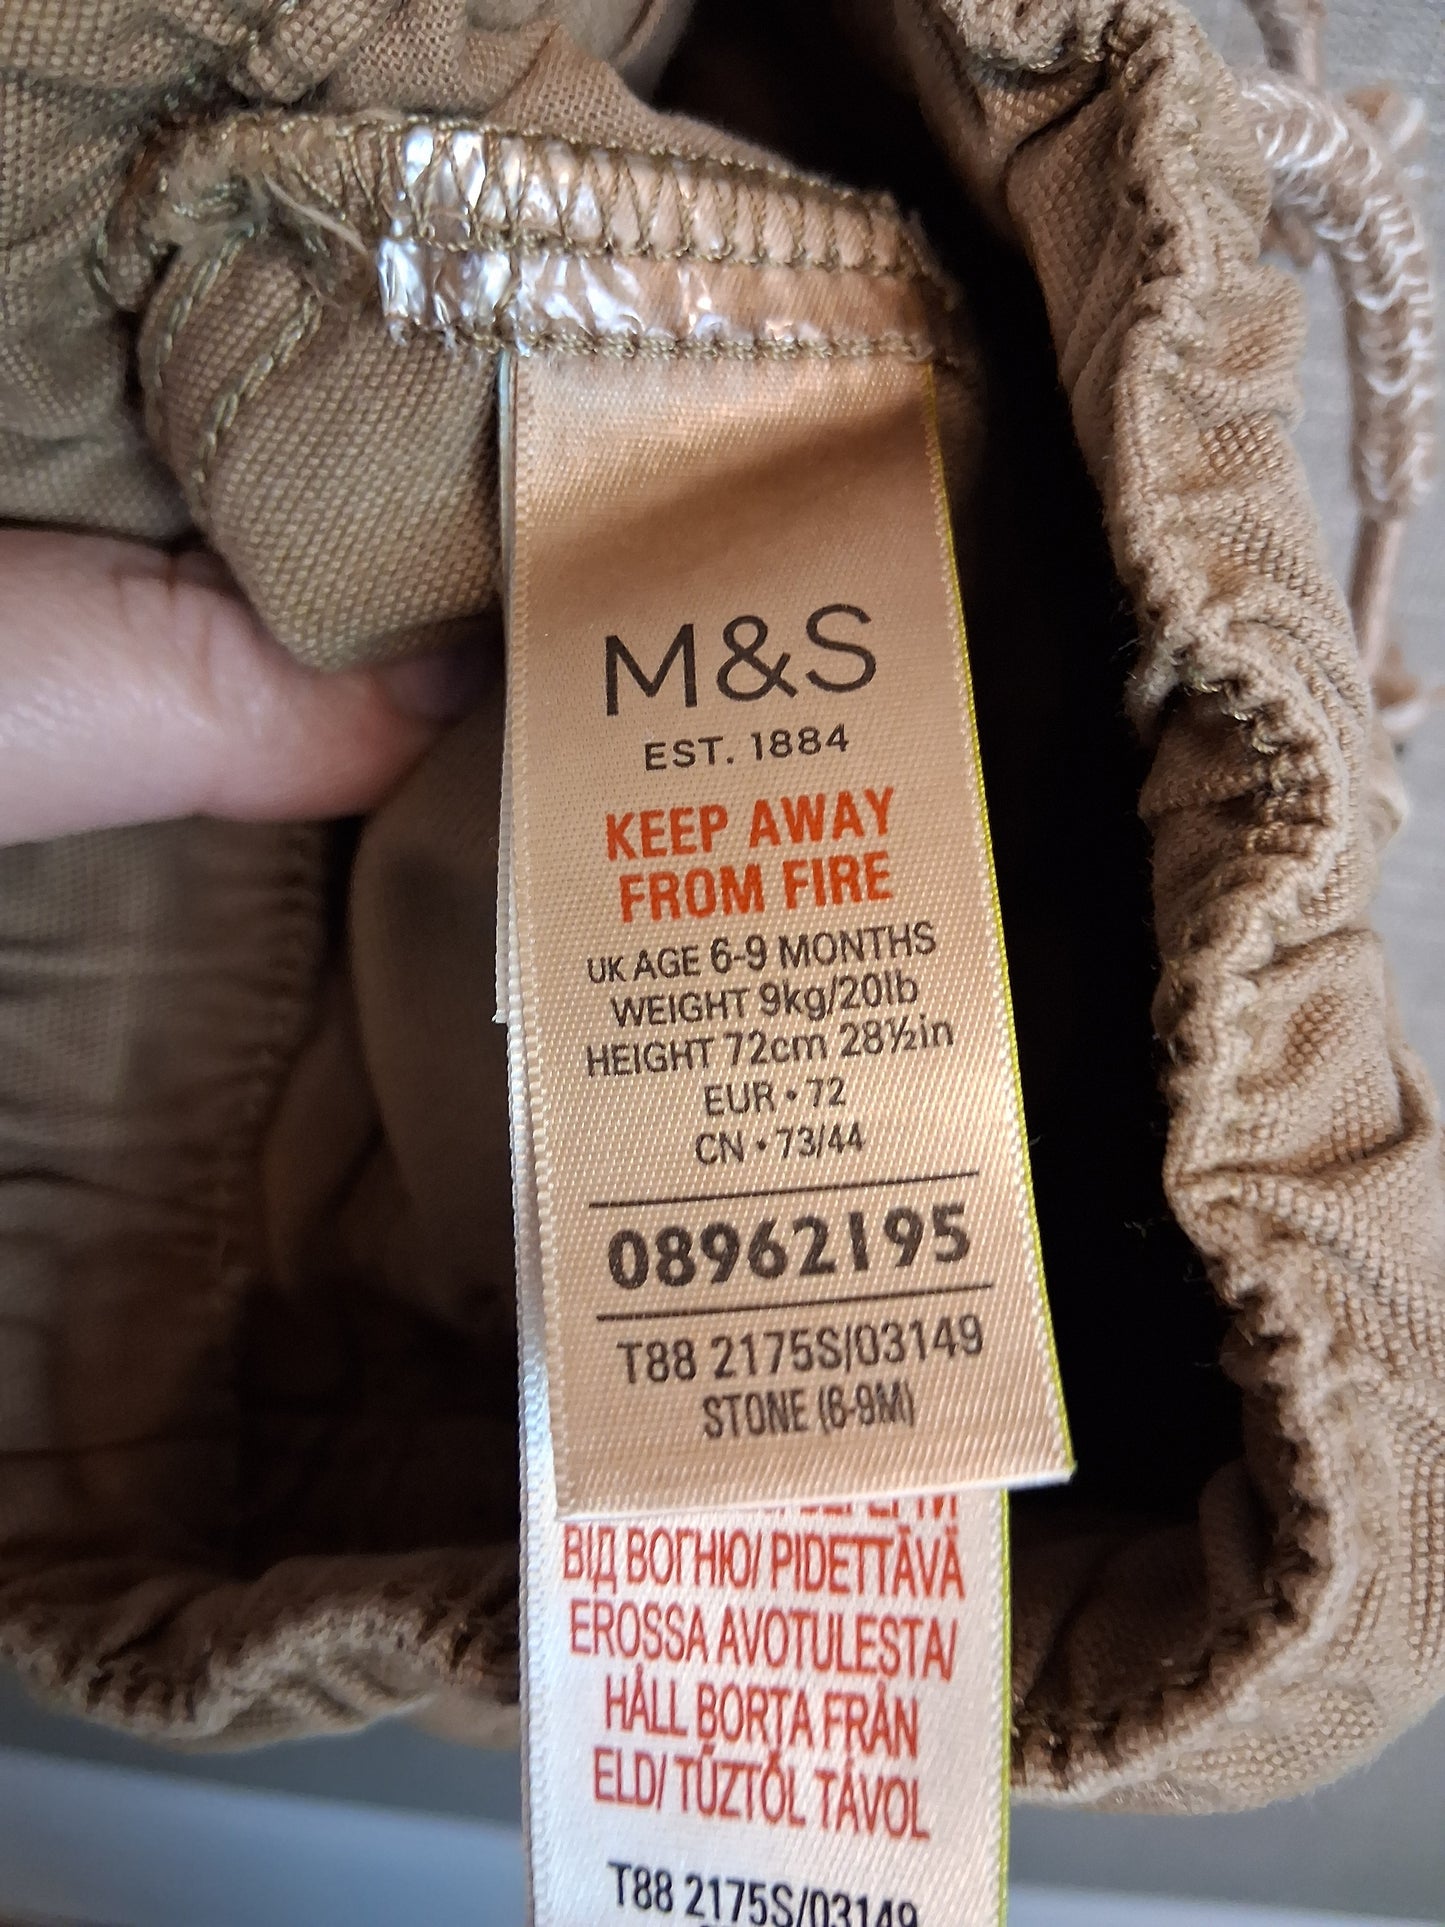 M&S
EST. 1884
KEEP AWAY
FROM FIRE
UK AGE 6-9 MONTHS
WEIGHT 9kg/20lb
HEIGHT 72cm 28½in
EUR • 72
CN • 73/44
08962195
T88 2175S/03149
STONE (6-9M)
ВІД ВОГНЮ/ PIDETTÄVÄ
EROSSA AVOTULESTA/
HÅLL BORTA FRÅN
ELD/ TŰZTŐL TÁVOL
T88 2175S/03149